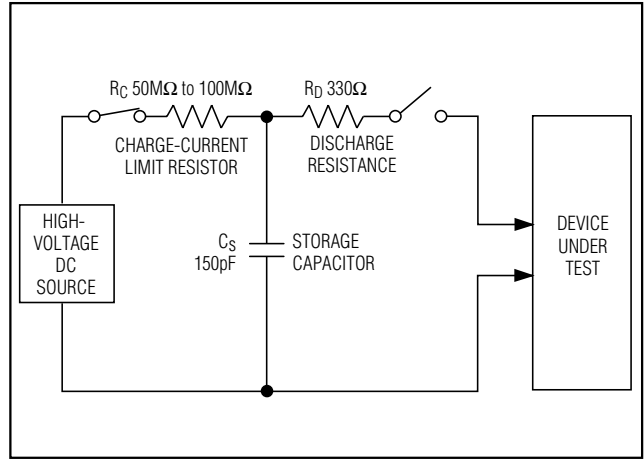 R_C 50MΩ to 100MΩ
CHARGE-CURRENT
LIMIT RESISTOR
R_D 330Ω
DISCHARGE
RESISTANCE
HIGH-
VOLTAGE
DC
SOURCE
C_S
150pF
STORAGE
CAPACITOR
DEVICE
UNDER
TEST